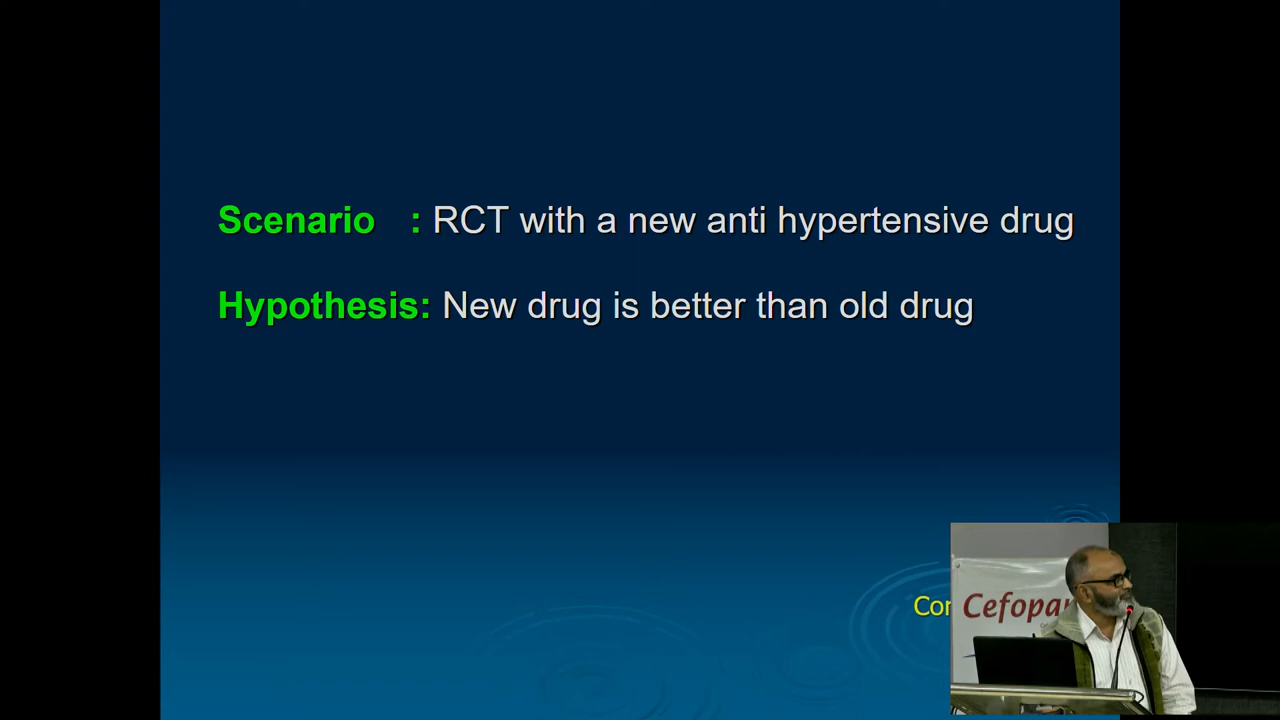 Scenario : RCT with a new anti hypertensive drug
Hypothesis: New drug is better than old drug